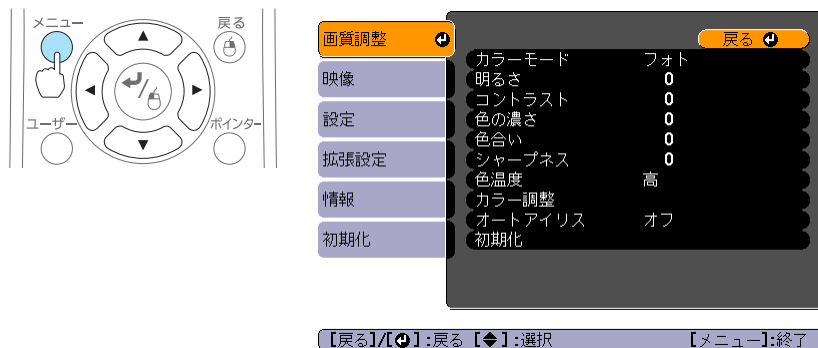 メニュー
戻る
ユーザー
ポインター
画質調整
映像
設定
拡張設定
情報
初期化
戻る
カラーモード フォト
明るさ 0
コントラスト 0
色の濃さ 0
色合い 0
シャープネス 0
色温度 高
カラー調整
オートアイリス オフ
初期化
[戻る]/[ ]:戻る [ ]:選択 [メニュー]:終了